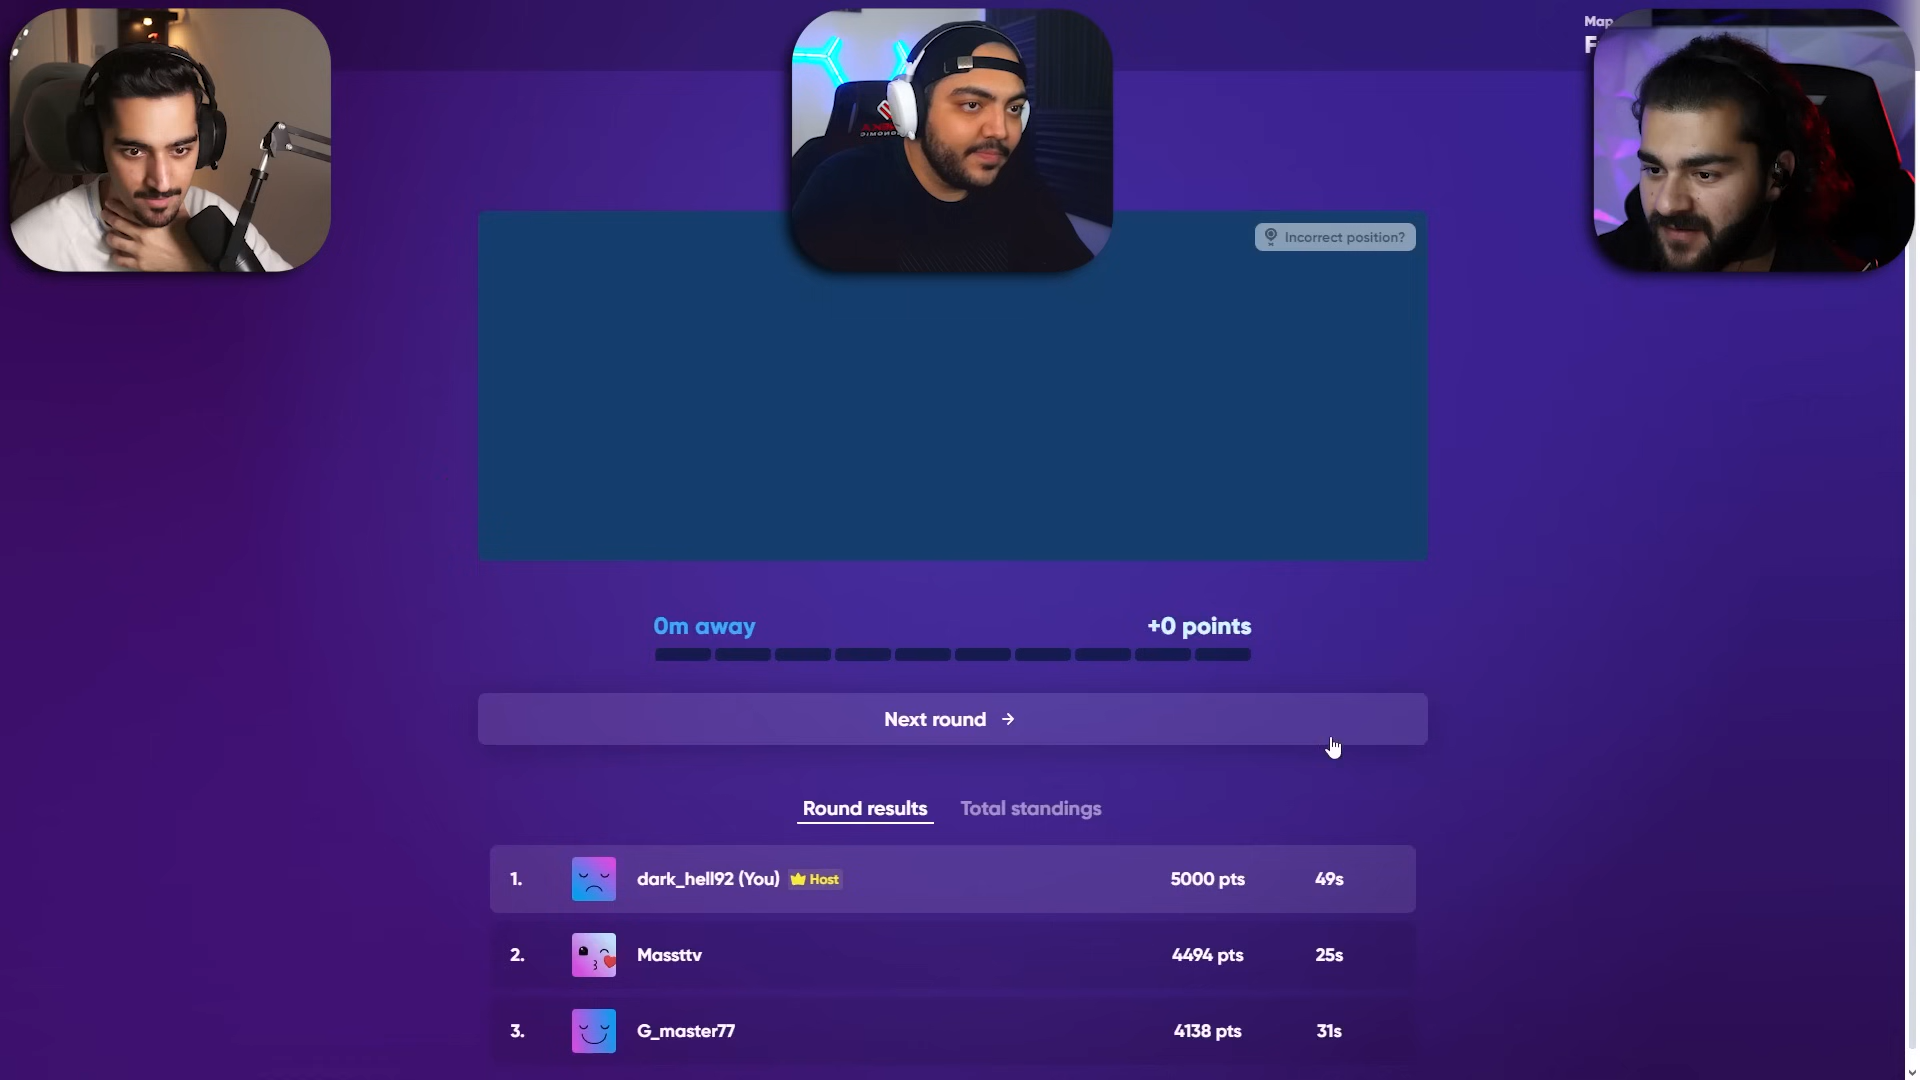 Map
F
Incorrect position?
0m away
+0 points
Next round →
Round results
Total standings
1.
dark_hell92 (You)
Host
5000 pts
49s
2.
Massttv
4494 pts
25s
3.
G_master77
4138 pts
31s